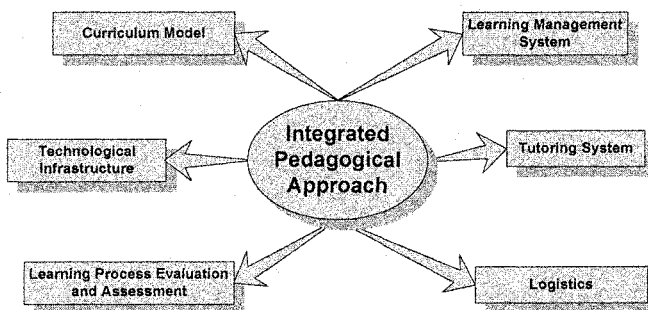 Curriculum Model
Learning Management
System
Integrated
Pedagogical
Approach
Technological
Infrastructure
Tutoring System
Learning Process Evaluation
and Assessment
Logistics